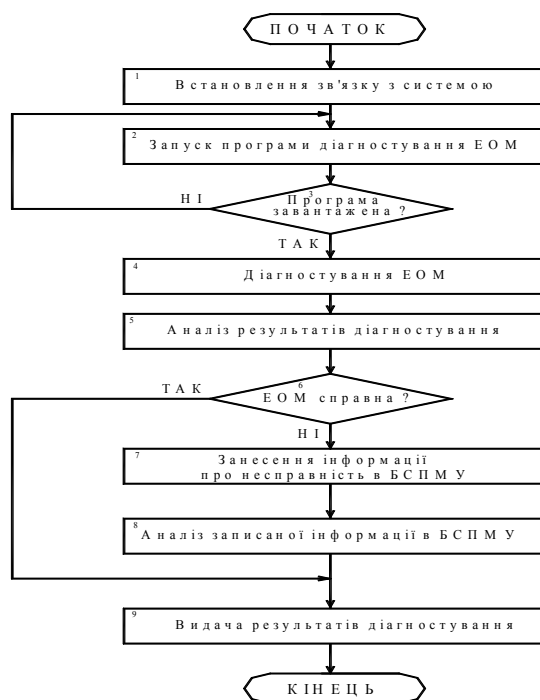 ПОЧАТОК
1
Встановлення зв'язку з системою
2
Запуск програми діагностування ЕОМ
3
Програма
завантажена ?
НІ
ТАК
4
Діагностування ЕОМ
5
Аналіз результатів діагностування
6
ЕОМ справна ?
ТАК
НІ
7
Занесення інформації
про несправність в БСПМУ
8
Аналіз записаної інформації в БСПМУ
9
Видача результатів діагностування
КІНЕЦЬ